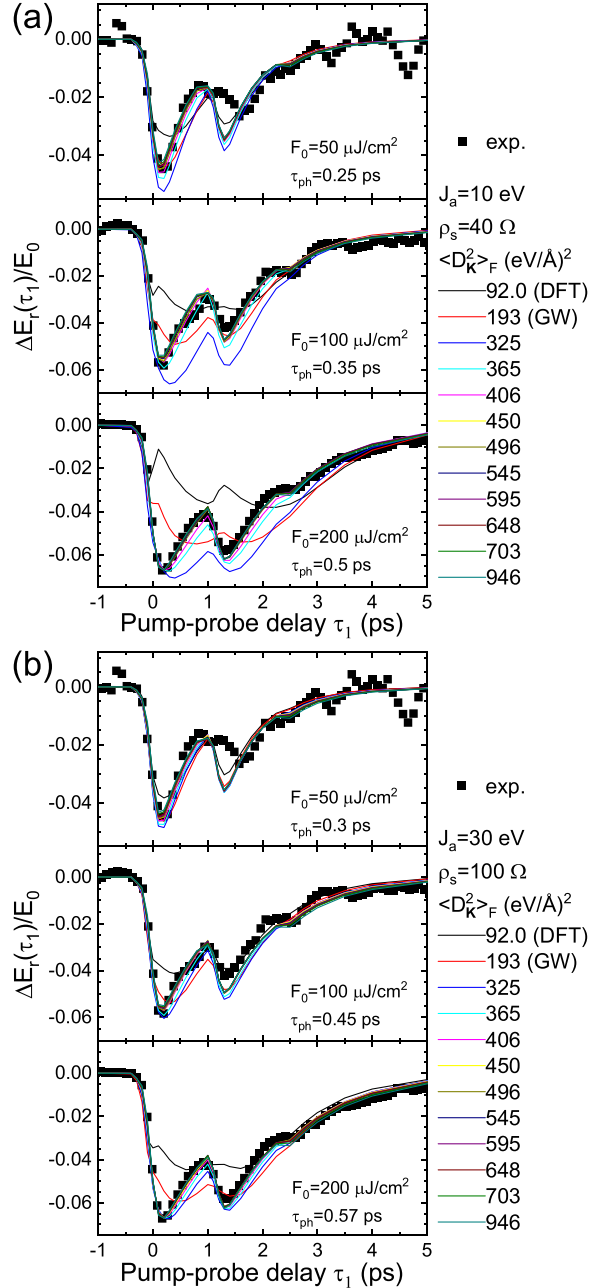 (a)
0.00
-0.02
-0.04
F₀=50 μJ/cm²
τph=0.25 ps
0.00
-0.02
-0.04
-0.06
F₀=100 μJ/cm²
τph=0.35 ps
0.00
-0.02
-0.04
-0.06
F₀=200 μJ/cm²
τph=0.5 ps
ΔEr(τ₁)/E₀
-1 0 1 2 3 4 5
Pump-probe delay τ₁ (ps)
exp.
Ja=10 eV
ρs=40 Ω
<D²K>F (eV/Å)²
92.0 (DFT)
193 (GW)
325
365
406
450
496
545
595
648
703
946
(b)
0.00
-0.02
-0.04
F₀=50 μJ/cm²
τph=0.3 ps
0.00
-0.02
-0.04
-0.06
F₀=100 μJ/cm²
τph=0.45 ps
0.00
-0.02
-0.04
-0.06
F₀=200 μJ/cm²
τph=0.57 ps
ΔEr(τ₁)/E₀
-1 0 1 2 3 4 5
Pump-probe delay τ₁ (ps)
exp.
Ja=30 eV
ρs=100 Ω
<D²K>F (eV/Å)²
92.0 (DFT)
193 (GW)
325
365
406
450
496
545
595
648
703
946